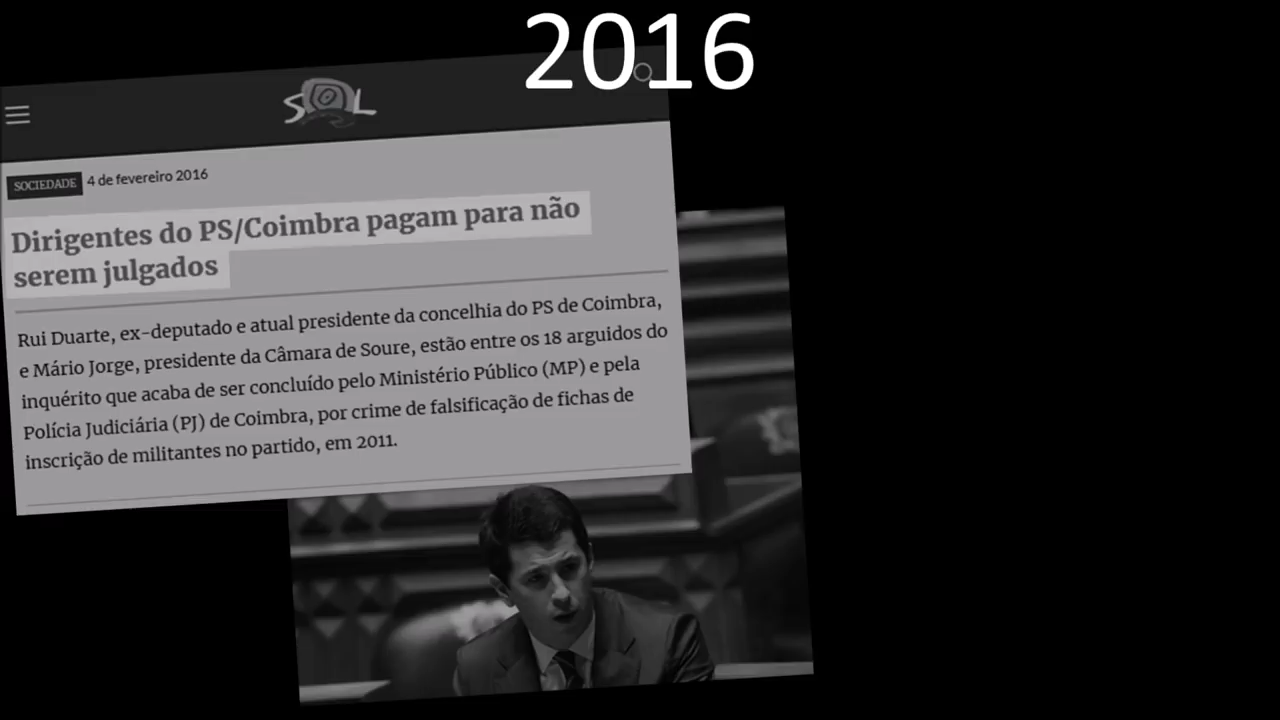 2016
SOL
SOCIEDADE 4 de fevereiro 2016
Dirigentes do PS/Coimbra pagam para não
serem julgados
Rui Duarte, ex-deputado e atual presidente da concelhia do PS de Coimbra,
e Mário Jorge, presidente da Câmara de Soure, estão entre os 18 arguidos do
inquérito que acaba de ser concluído pelo Ministério Público (MP) e pela
Polícia Judiciária (PJ) de Coimbra, por crime de falsificação de fichas de
inscrição de militantes no partido, em 2011.